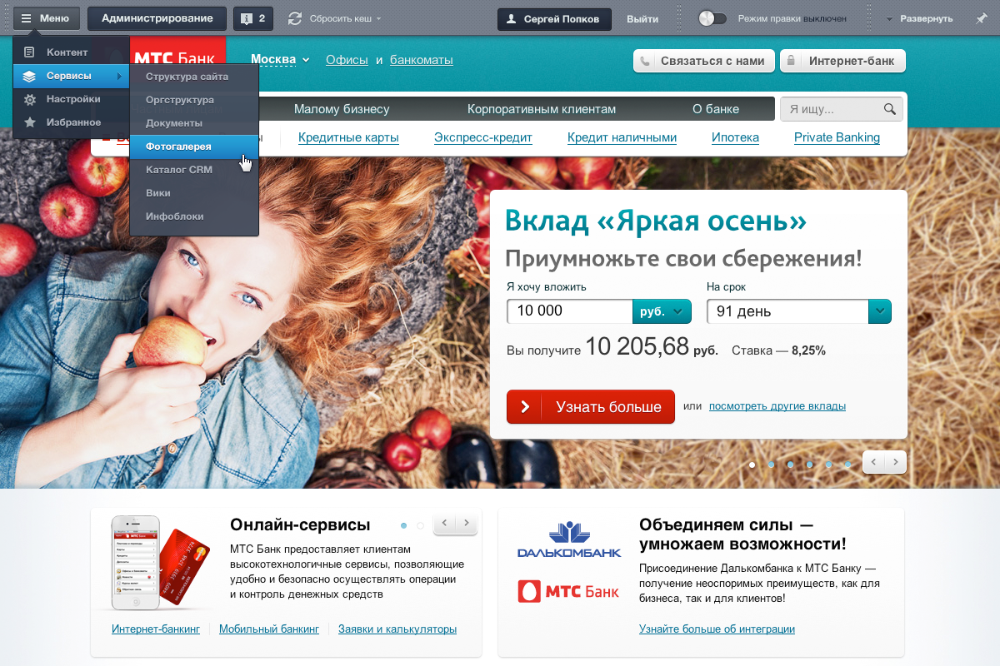 Меню
Администрирование
2
Сбросить кеш
Сергей Попков
Выйти
Режим правки выключен
Развернуть
Контент
Сервисы
Настройки
Избранное
Структура сайта
Оргструктура
Документы
Фотогалерея
Каталог CRM
Вики
Инфоблоки
МТС Банк
Москва
Офисы и банкоматы
Связаться с нами
Интернет-банк
Малому бизнесу
Корпоративным клиентам
О банке
Я ищу...
Кредитные карты
Экспресс-кредит
Кредит наличными
Ипотека
Private Banking
Вклад «Яркая осень»
Приумножьте свои сбережения!
Я хочу вложить
На срок
10 000
руб.
91 день
Вы получите 10 205,68 руб.
Ставка — 8,25%
Узнать больше
или посмотреть другие вклады
Онлайн-сервисы
МТС Банк предоставляет клиентам
высокотехнологичные сервисы, позволяющие
удобно и безопасно осуществлять операции
и контроль денежных средств
Интернет-банкинг
Мобильный банкинг
Заявки и калькуляторы
ДАЛЬКОМБАНК
МТС Банк
Объединяем силы —
умножаем возможности!
Присоединение Далькомбанка к МТС Банку —
получение неоспоримых преимуществ, как для
бизнеса, так и для клиентов!
Узнайте больше об интеграции